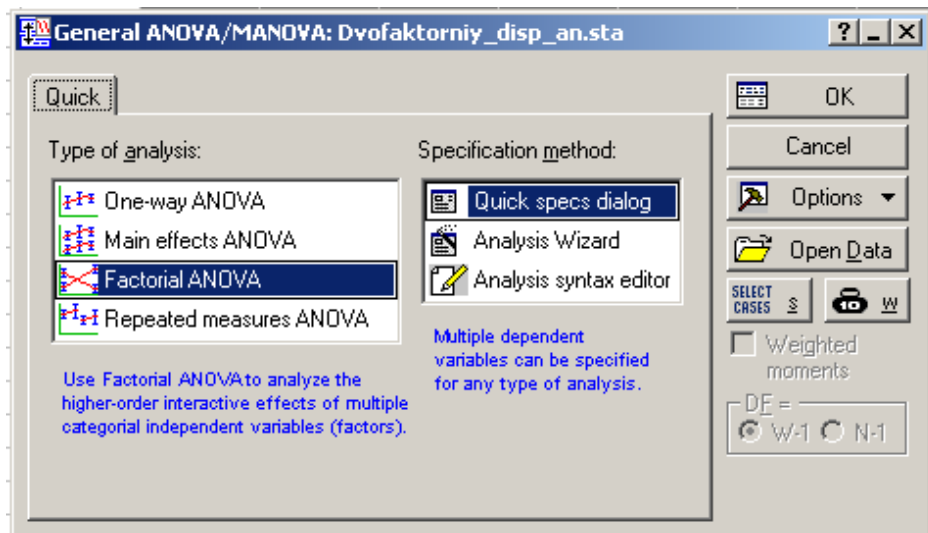 General ANOVA/MANOVA: Dvofaktorniy_disp_an.sta
Quick
Type of analysis:
One-way ANOVA
Main effects ANOVA
Factorial ANOVA
Repeated measures ANOVA
Use Factorial ANOVA to analyze the
higher-order interactive effects of multiple
categorial independent variables (factors).
Specification method:
Quick specs dialog
Analysis Wizard
Analysis syntax editor
Multiple dependent
variables can be specified
for any type of analysis.
OK
Cancel
Options
Open Data
SELECT
CASES S
10 W
Weighted
moments
DF =
W-1 N-1